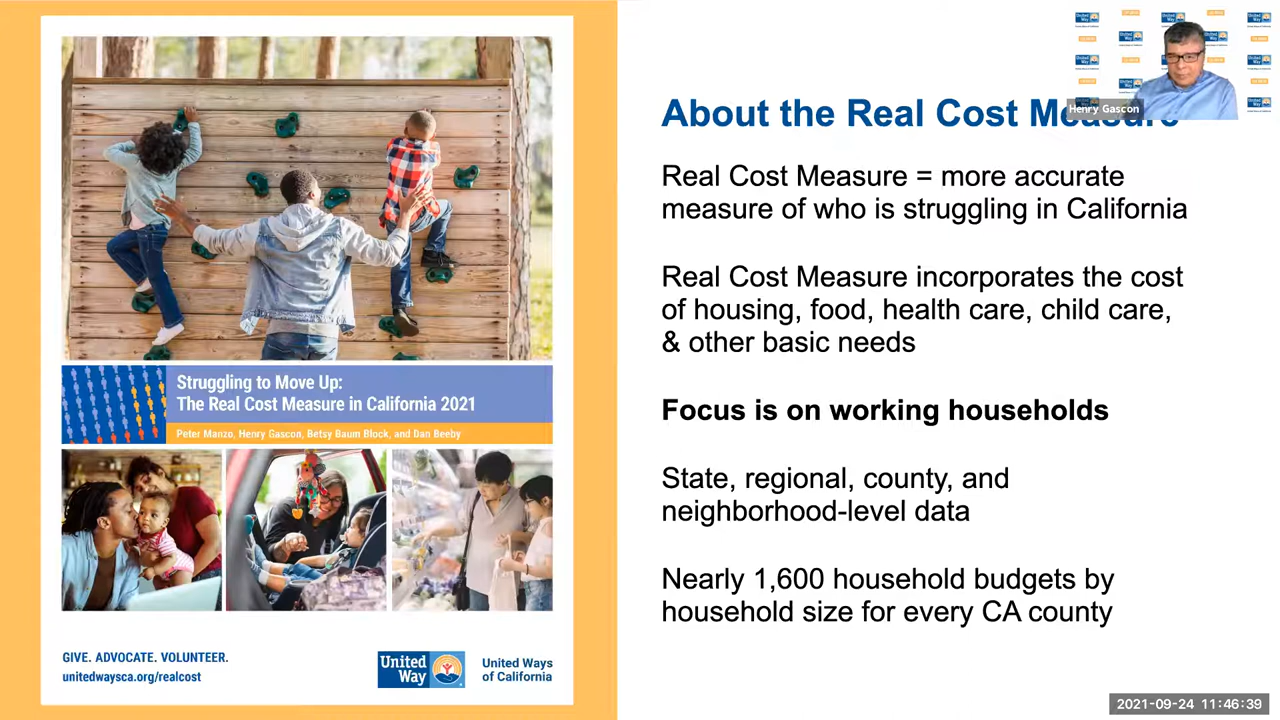 Struggling to Move Up:
The Real Cost Measure in California 2021
Peter Manzo, Henry Gascon, Betsy Baum Block, and Dan Beeby
GIVE. ADVOCATE. VOLUNTEER.
unitedwaysca.org/realcost
United
Way
United Ways
of California
Henry Gascon
About the Real Cost Measure
Real Cost Measure = more accurate
measure of who is struggling in California
Real Cost Measure incorporates the cost
of housing, food, health care, child care,
& other basic needs
Focus is on working households
State, regional, county, and
neighborhood-level data
Nearly 1,600 household budgets by
household size for every CA county
2021-09-24 11:46:39